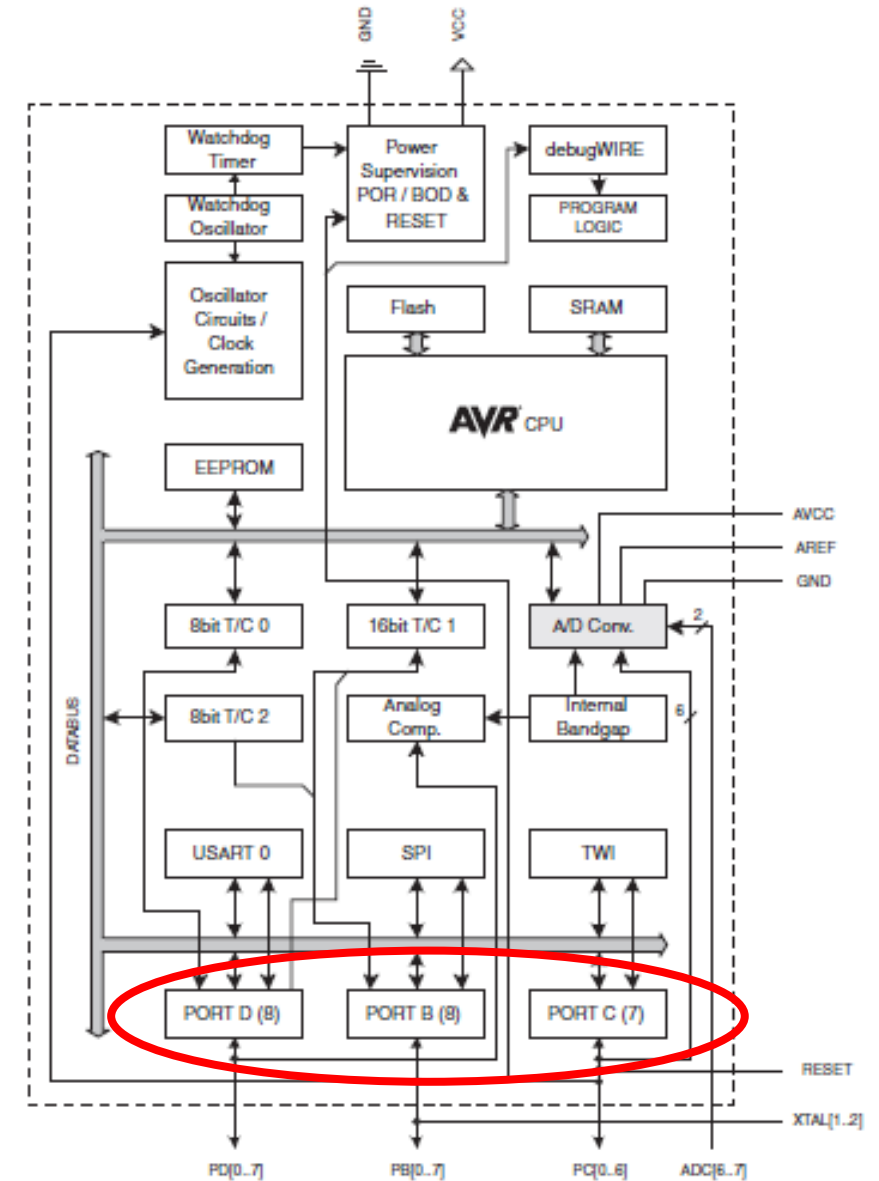 GND
VCC
Watchdog
Timer
Power
Supervision
POR / BOD &
RESET
debugWIRE
Watchdog
Oscillator
PROGRAM
LOGIC
Oscillator
Circuits /
Clock
Generation
Flash
SRAM
AVR CPU
EEPROM
AVCC
AREF
GND
8bit T/C 0
16bit T/C 1
A/D Conv.
2
8bit T/C 2
Analog
Comp.
Internal
Bandgap
6
DATABUS
USART 0
SPI
TWI
PORT D (8)
PORT B (8)
PORT C (7)
RESET
XTAL[1..2]
PD[0..7]
PB[0..7]
PC[0..6]
ADC[6..7]